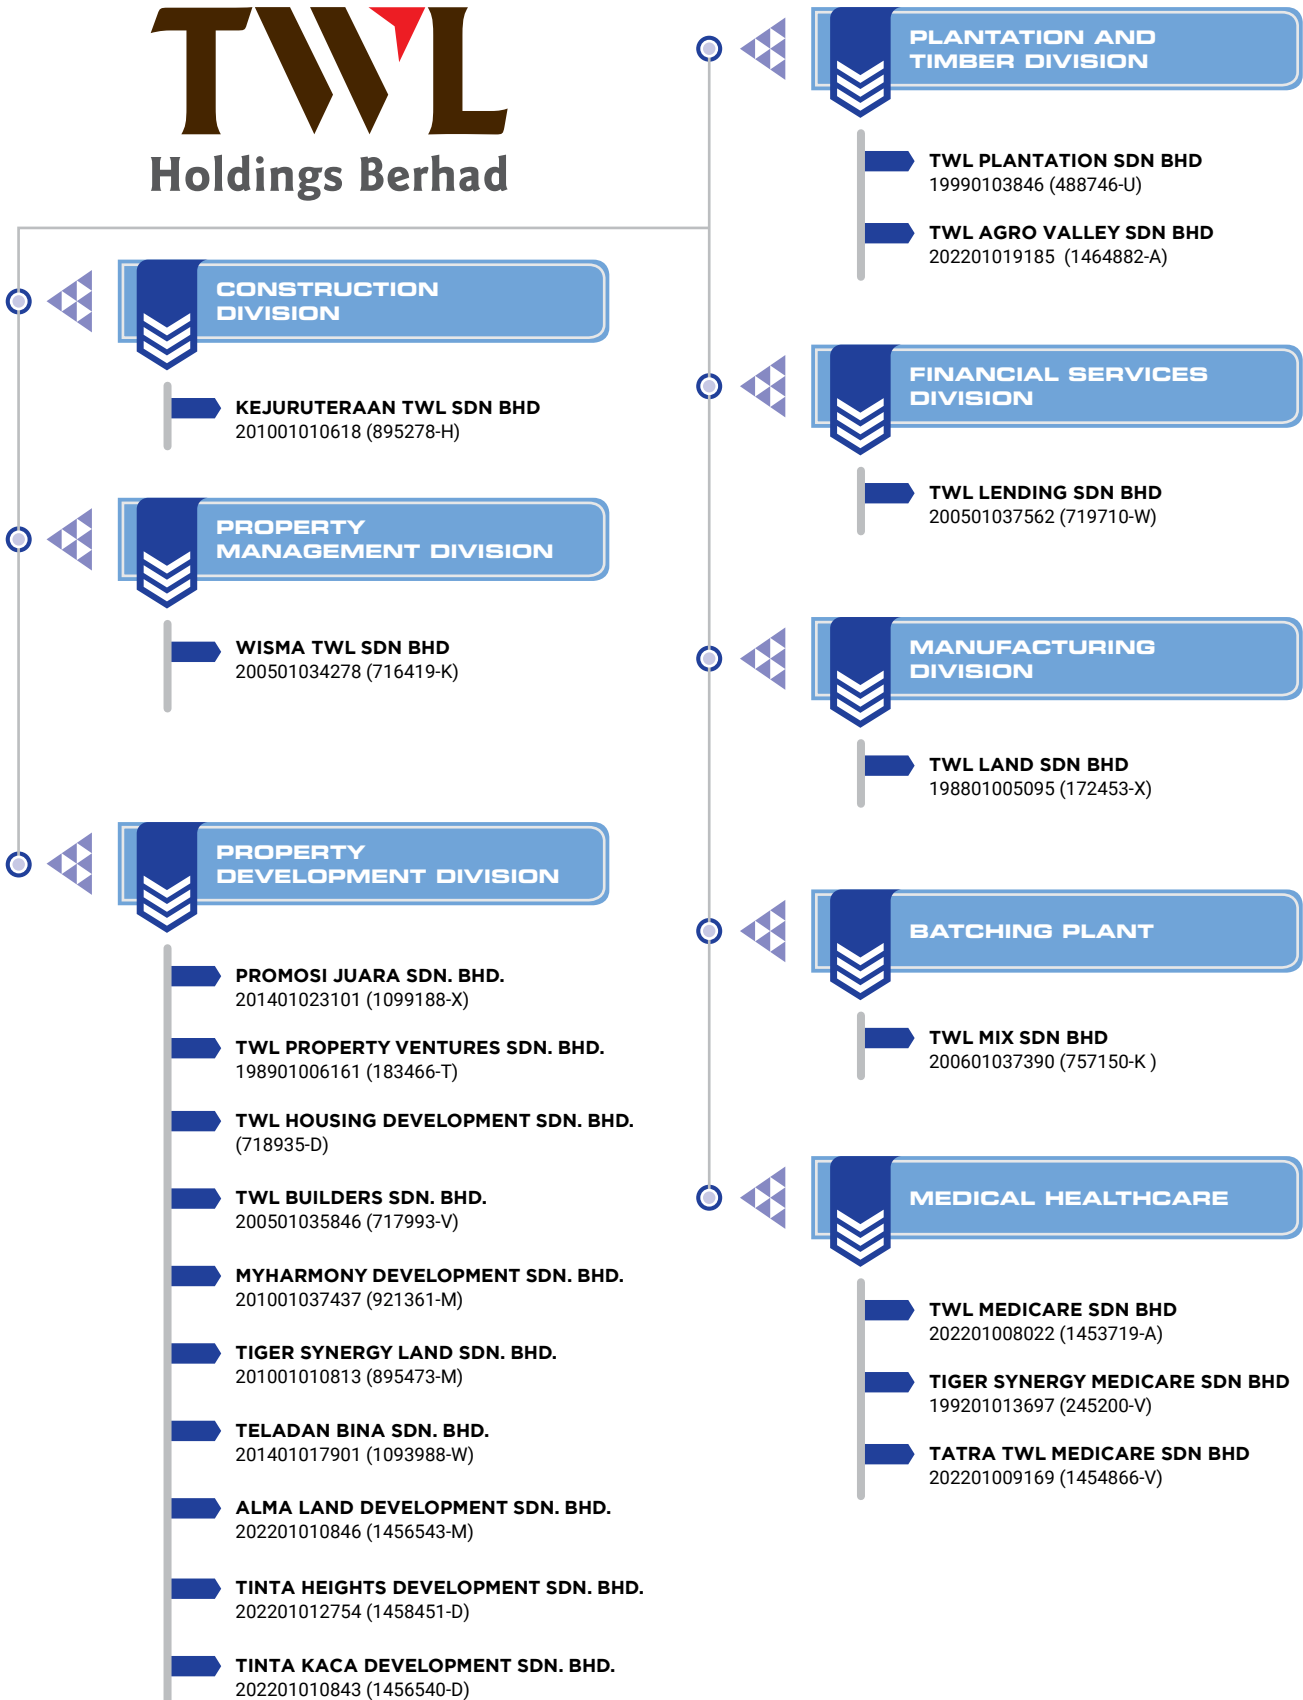 TWL
Holdings Berhad
CONSTRUCTION
DIVISION
KEJURUTERAAN TWL SDN BHD
201001010618 (895278-H)
PROPERTY
MANAGEMENT DIVISION
WISMA TWL SDN BHD
200501034278 (716419-K)
PROPERTY
DEVELOPMENT DIVISION
PROMOSI JUARA SDN. BHD.
201401023101 (1099188-X)
TWL PROPERTY VENTURES SDN. BHD.
198901006161 (183466-T)
TWL HOUSING DEVELOPMENT SDN. BHD.
(718935-D)
TWL BUILDERS SDN. BHD.
200501035846 (717993-V)
MYHARMONY DEVELOPMENT SDN. BHD.
201001037437 (921361-M)
TIGER SYNERGY LAND SDN. BHD.
201001010813 (895473-M)
TELADAN BINA SDN. BHD.
201401017901 (1093988-W)
ALMA LAND DEVELOPMENT SDN. BHD.
202201010846 (1456543-M)
TINTA HEIGHTS DEVELOPMENT SDN. BHD.
202201012754 (1458451-D)
TINTA KACA DEVELOPMENT SDN. BHD.
202201010843 (1456540-D)
PLANTATION AND
TIMBER DIVISION
TWL PLANTATION SDN BHD
19990103846 (488746-U)
TWL AGRO VALLEY SDN BHD
202201019185 (1464882-A)
FINANCIAL SERVICES
DIVISION
TWL LENDING SDN BHD
200501037562 (719710-W)
MANUFACTURING
DIVISION
TWL LAND SDN BHD
198801005095 (172453-X)
BATCHING PLANT
TWL MIX SDN BHD
200601037390 (757150-K )
MEDICAL HEALTHCARE
TWL MEDICARE SDN BHD
202201008022 (1453719-A)
TIGER SYNERGY MEDICARE SDN BHD
199201013697 (245200-V)
TATRA TWL MEDICARE SDN BHD
202201009169 (1454866-V)